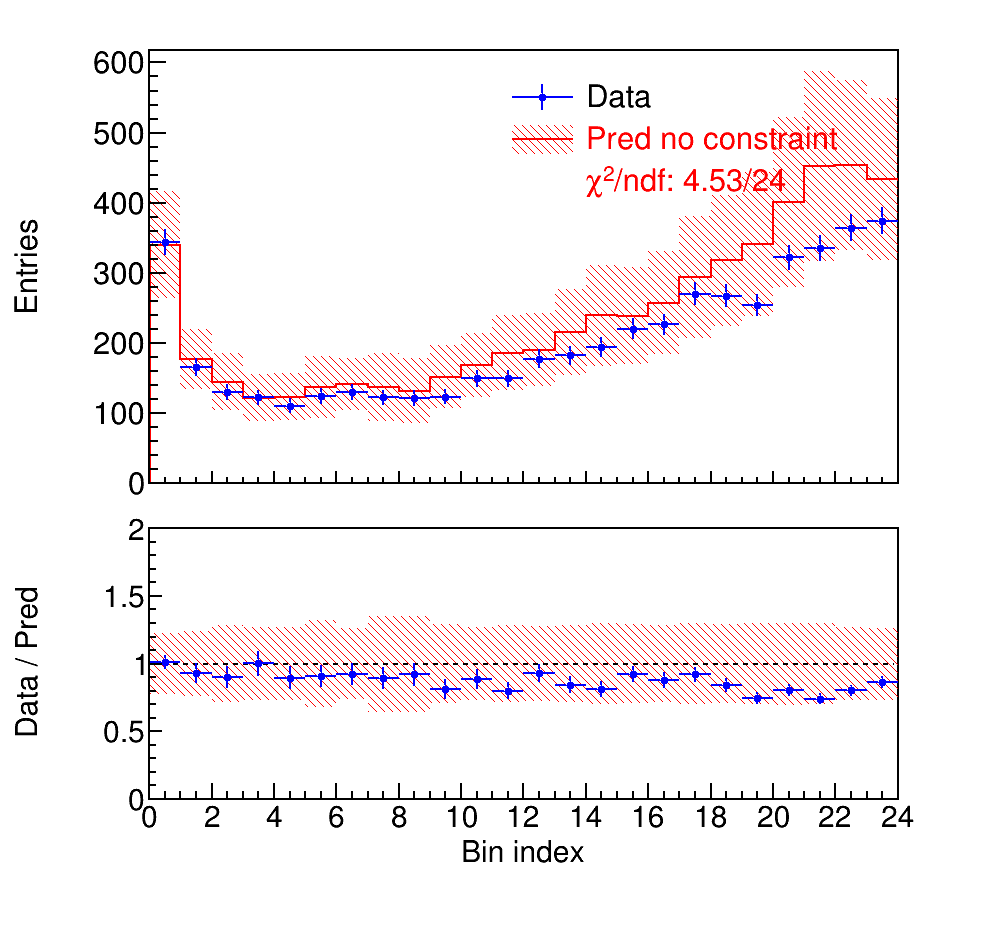 600
500
400
300
200
100
0
Entries
Data
Pred no constraint
χ²/ndf: 4.53/24
2
1.5
1
0.5
0
Data / Pred
0 2 4 6 8 10 12 14 16 18 20 22 24
Bin index